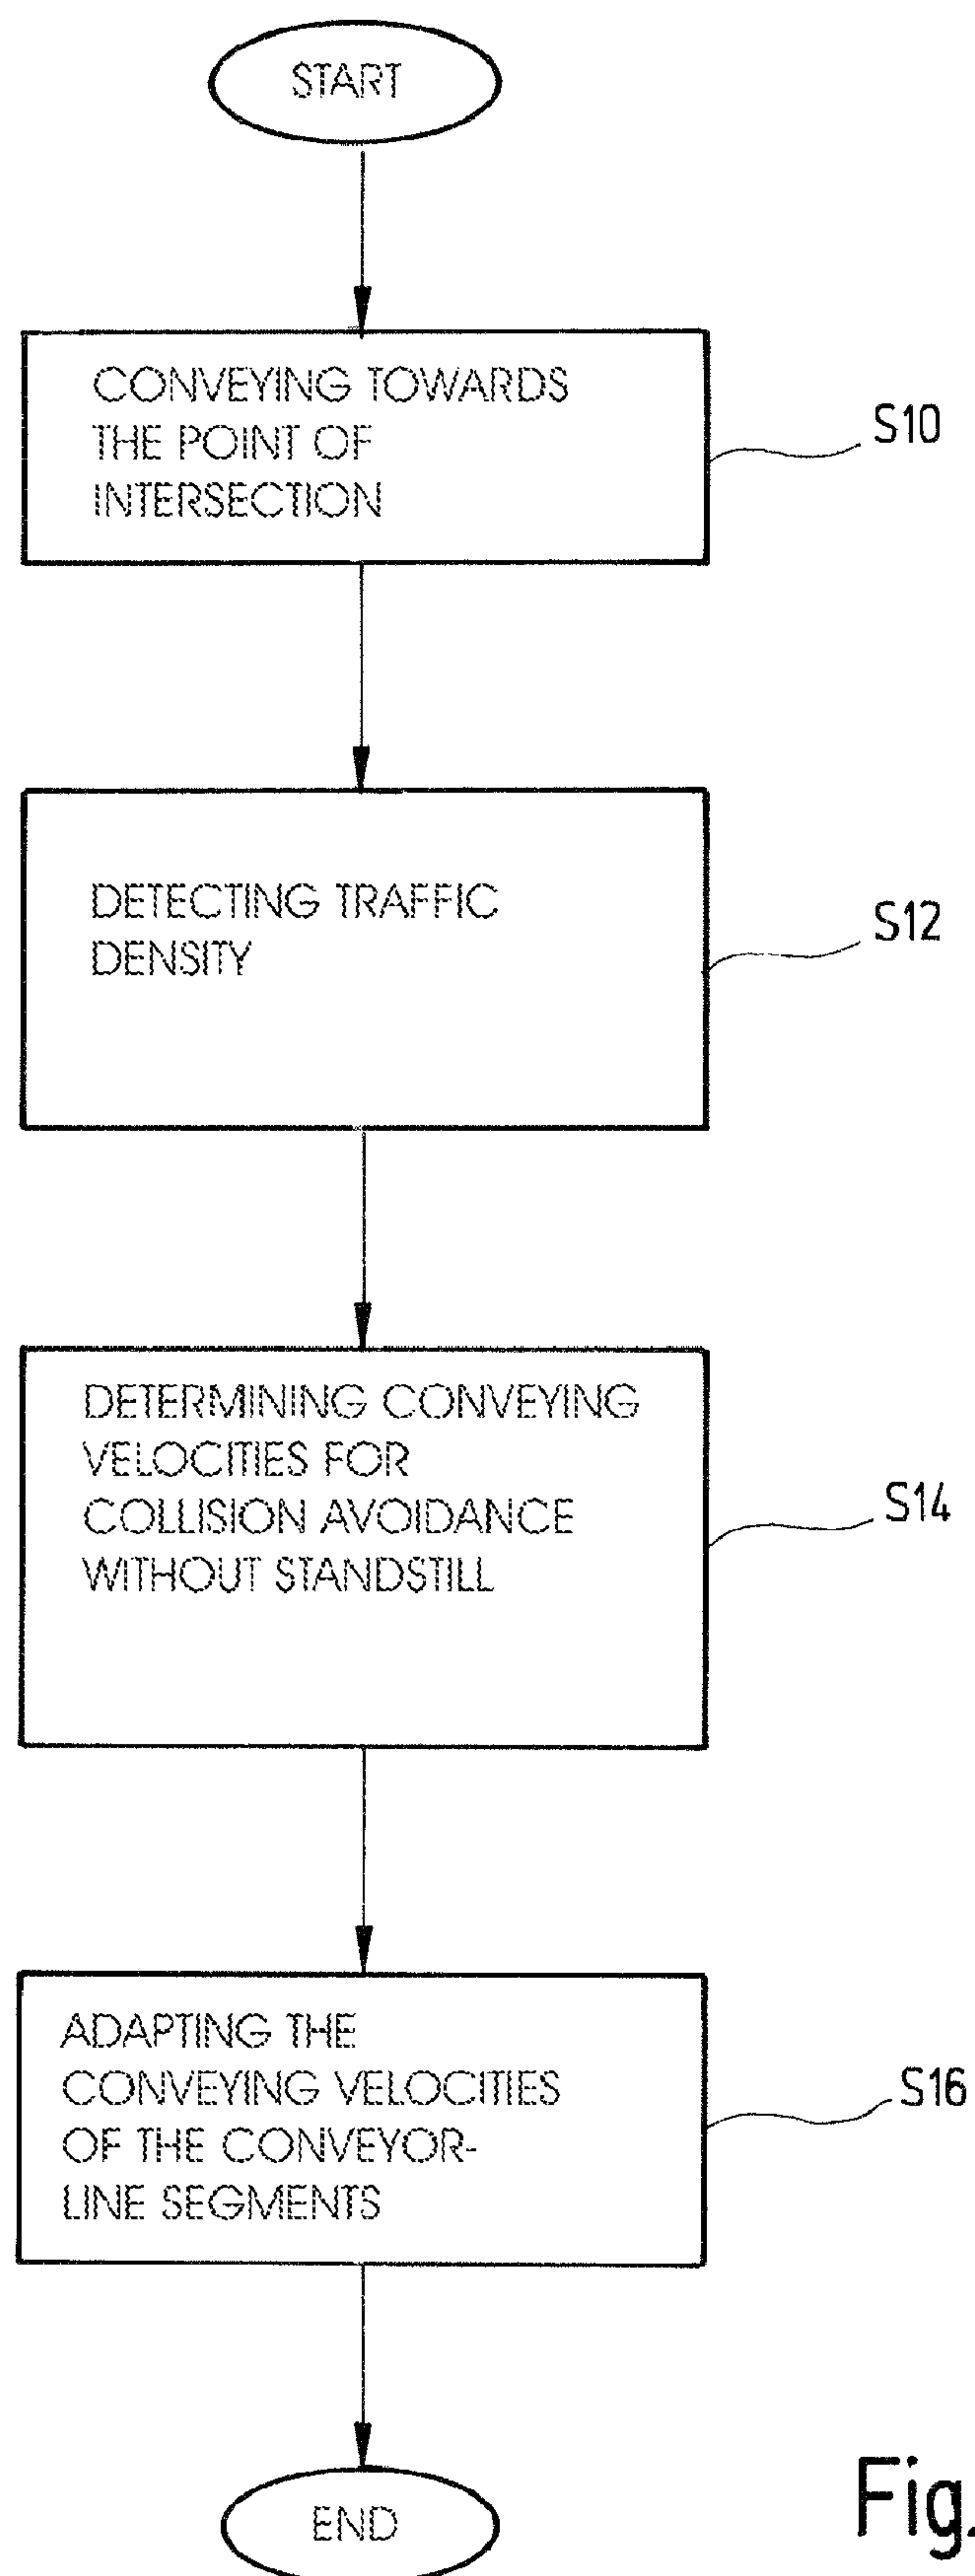 START
CONVEYING TOWARDS
THE POINT OF
INTERSECTION
S10
DETECTING TRAFFIC
DENSITY
S12
DETERMINING CONVEYING
VELOCITIES FOR
COLLISION AVOIDANCE
WITHOUT STANDSTILL
S14
ADAPTING THE
CONVEYING VELOCITIES
OF THE CONVEYOR-
LINE SEGMENTS
S16
END
Fig.